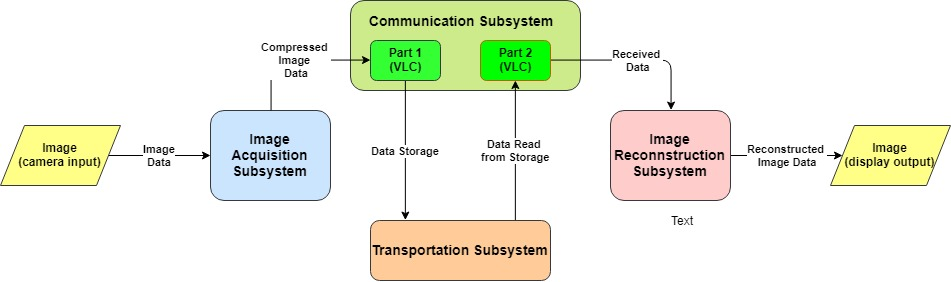 Communication Subsystem
Compressed
Image
Data
Part 1
(VLC)
Part 2
(VLC)
Received
Data
Image
(camera input)
Image
Data
Image
Acquisition
Subsystem
Data Storage
Data Read
from Storage
Image
Reconnstruction
Subsystem
Reconstructed
Image Data
Image
(display output)
Text
Transportation Subsystem